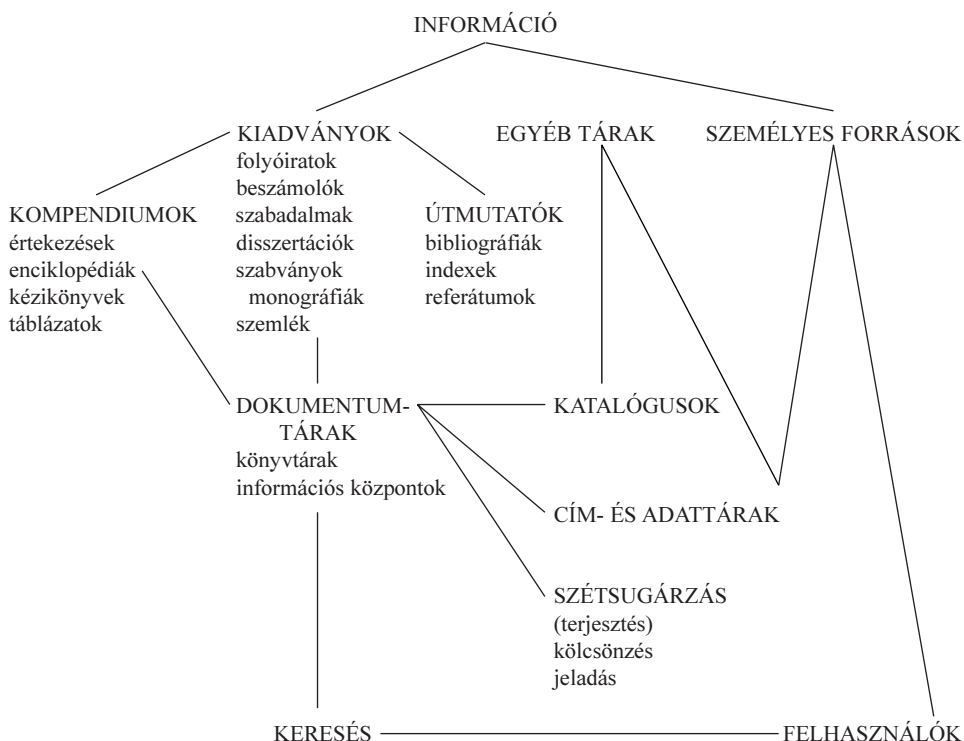 INFORMÁCIÓ
KIADVÁNYOK
folyóiratok
beszámolók
szabadalmak
disszertációk
szabványok
monográfiák
szemlék
EGYÉB TÁRAK
SZEMÉLYES FORRÁSOK
KOMPENDIUMOK
értekezések
enciklopédiák
kézikönyvek
táblázatok
ÚTMUTATÓK
bibliográfiák
indexek
referátumok
DOKUMENTUM-
TÁRAK
könyvtárak
információs központok
KATALÓGUSOK
CÍM- ÉS ADATTÁRAK
SZÉTSUGÁRZÁS
(terjesztés)
kölcsönzés
jeladás
KERESÉS
FELHASZNÁLÓK